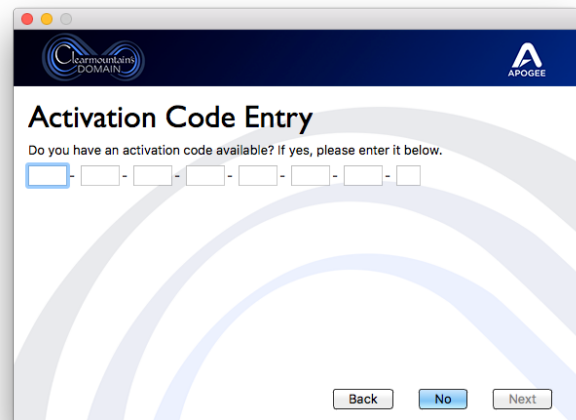 Clearmountain's
DOMAIN
APOGEE
Activation Code Entry
Do you have an activation code available? If yes, please enter it below.
- - - - - - -
Back No Next